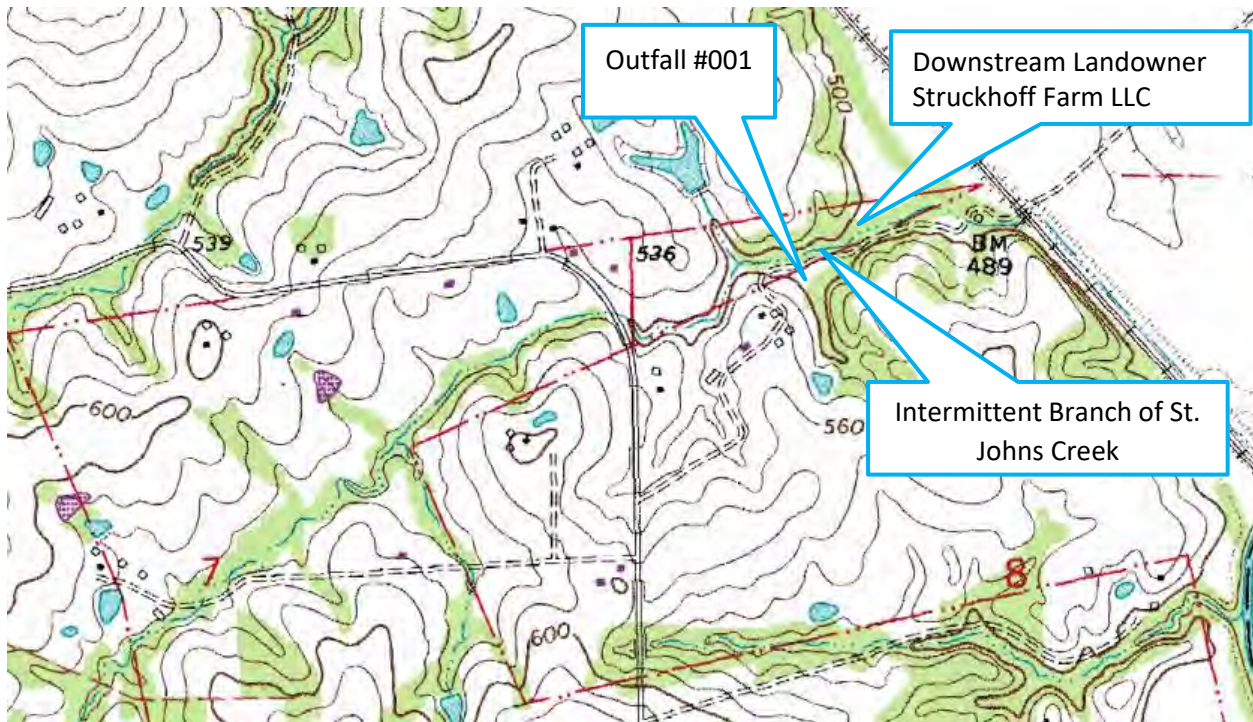 Outfall #001
Downstream Landowner
Struckhoff Farm LLC
500
539
536
BM
489
600
560
Intermittent Branch of St.
Johns Creek
7
8
600